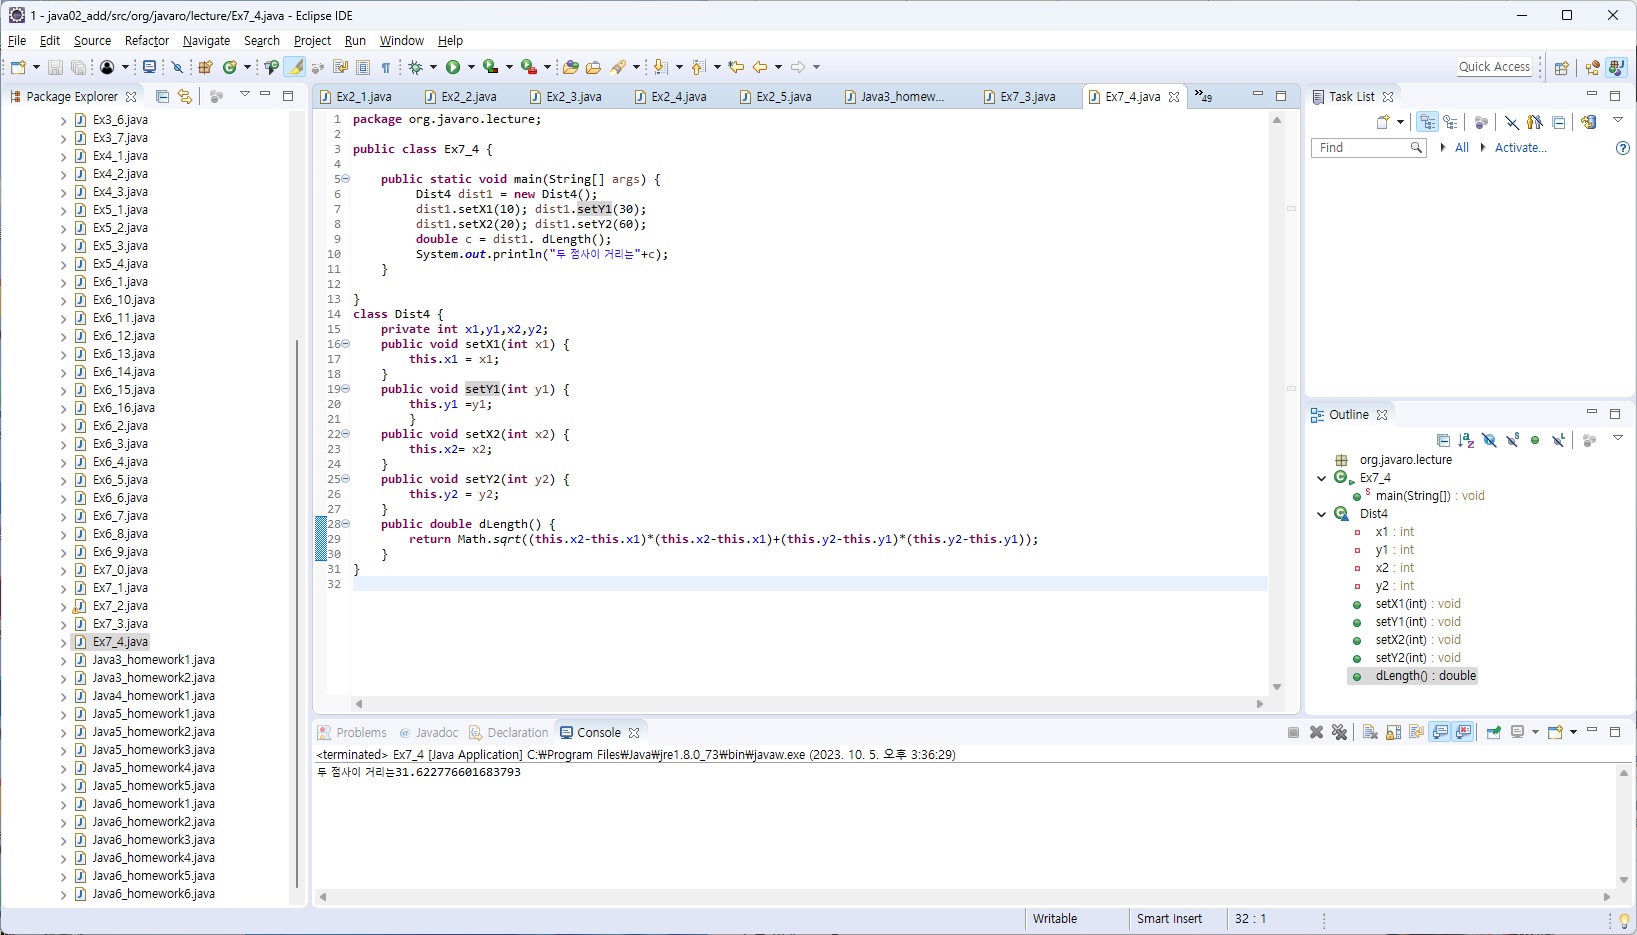 1 - java02_add/src/org/javaro/lecture/Ex7_4.java - Eclipse IDE
File Edit Source Refactor Navigate Search Project Run Window Help
Quick Access
Package Explorer
Ex3_6.java
Ex3_7.java
Ex4_1.java
Ex4_2.java
Ex4_3.java
Ex5_1.java
Ex5_2.java
Ex5_3.java
Ex5_4.java
Ex6_1.java
Ex6_10.java
Ex6_11.java
Ex6_12.java
Ex6_13.java
Ex6_14.java
Ex6_15.java
Ex6_16.java
Ex6_2.java
Ex6_3.java
Ex6_4.java
Ex6_5.java
Ex6_6.java
Ex6_7.java
Ex6_8.java
Ex6_9.java
Ex7_0.java
Ex7_1.java
Ex7_2.java
Ex7_3.java
Ex7_4.java
Java3_homework1.java
Java3_homework2.java
Java4_homework1.java
Java5_homework1.java
Java5_homework2.java
Java5_homework3.java
Java5_homework4.java
Java5_homework5.java
Java6_homework1.java
Java6_homework2.java
Java6_homework3.java
Java6_homework4.java
Java6_homework5.java
Java6_homework6.java
Ex2_1.java Ex2_2.java Ex2_3.java Ex2_4.java Ex2_5.java Java3_homew... Ex7_3.java Ex7_4.java »49
1 package org.javaro.lecture;
2
3 public class Ex7_4 {
4
5 public static void main(String[] args) {
6 Dist4 dist1 = new Dist4();
7 dist1.setX1(10); dist1.setY1(30);
8 dist1.setX2(20); dist1.setY2(60);
9 double c = dist1. dLength();
10 System.out.println("두 점사이 거리는"+c);
11 }
12
13 }
14 class Dist4 {
15 private int x1,y1,x2,y2;
16 public void setX1(int x1) {
17 this.x1 = x1;
18 }
19 public void setY1(int y1) {
20 this.y1 =y1;
21 }
22 public void setX2(int x2) {
23 this.x2= x2;
24 }
25 public void setY2(int y2) {
26 this.y2 = y2;
27 }
28 public double dLength() {
29 return Math.sqrt((this.x2-this.x1)*(this.x2-this.x1)+(this.y2-this.y1)*(this.y2-this.y1));
30 }
31 }
32
Task List
Find All Activate...
Outline
org.javaro.lecture
Ex7_4
main(String[]) : void
Dist4
x1 : int
y1 : int
x2 : int
y2 : int
setX1(int) : void
setY1(int) : void
setX2(int) : void
setY2(int) : void
dLength() : double
Problems @ Javadoc Declaration Console
<terminated> Ex7_4 [Java Application] C:₩Program Files₩Java₩jre1.8.0_73₩bin₩javaw.exe (2023. 10. 5. 오후 3:36:29)
두 점사이 거리는31.622776601683793
Writable Smart Insert 32 : 1